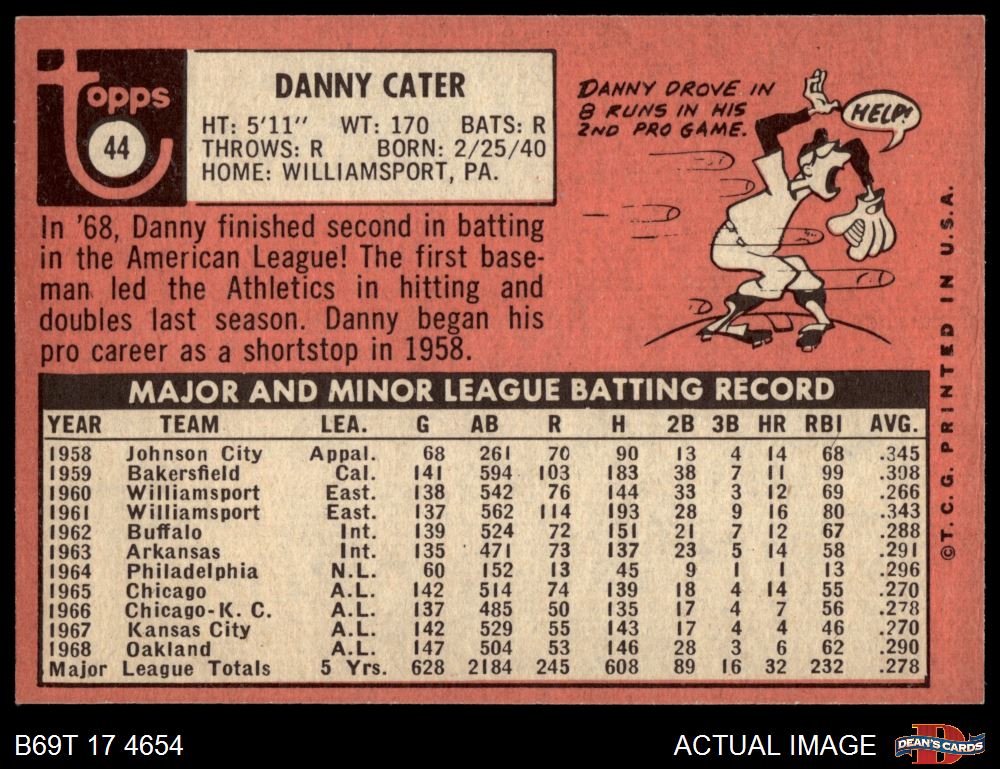 Topps
44
DANNY CATER
HT: 5'11" WT: 170 BATS: R
THROWS: R BORN: 2/25/40
HOME: WILLIAMSPORT, PA.
DANNY DROVE IN
8 RUNS IN HIS
2ND PRO GAME.
HELP!
In '68, Danny finished second in batting
in the American League! The first base-
man led the Athletics in hitting and
doubles last season. Danny began his
pro career as a shortstop in 1958.
MAJOR AND MINOR LEAGUE BATTING RECORD
YEAR TEAM LEA. G AB R H 2B 3B HR RBI AVG.
1958 Johnson City Appal. 68 261 70 90 13 4 14 68 .345
1959 Bakersfield Cal. 141 594 103 183 38 7 11 99 .308
1960 Williamsport East. 138 542 76 144 33 3 12 69 .266
1961 Williamsport East. 137 562 114 193 28 9 16 80 .343
1962 Buffalo Int. 139 524 72 151 21 7 12 67 .288
1963 Arkansas Int. 135 471 73 137 23 5 14 58 .291
1964 Philadelphia N.L. 60 152 13 45 9 1 1 13 .296
1965 Chicago A.L. 142 514 74 139 18 4 14 55 .270
1966 Chicago-K. C. A.L. 137 485 50 135 17 4 7 56 .278
1967 Kansas City A.L. 142 529 55 143 17 4 4 46 .270
1968 Oakland A.L. 147 504 53 146 28 3 6 62 .290
Major League Totals 5 Yrs. 628 2184 245 608 89 16 32 232 .278
©T. C. G. PRINTED IN U.S.A.
B69T 17 4654
ACTUAL IMAGE
D
DEAN'S CARDS